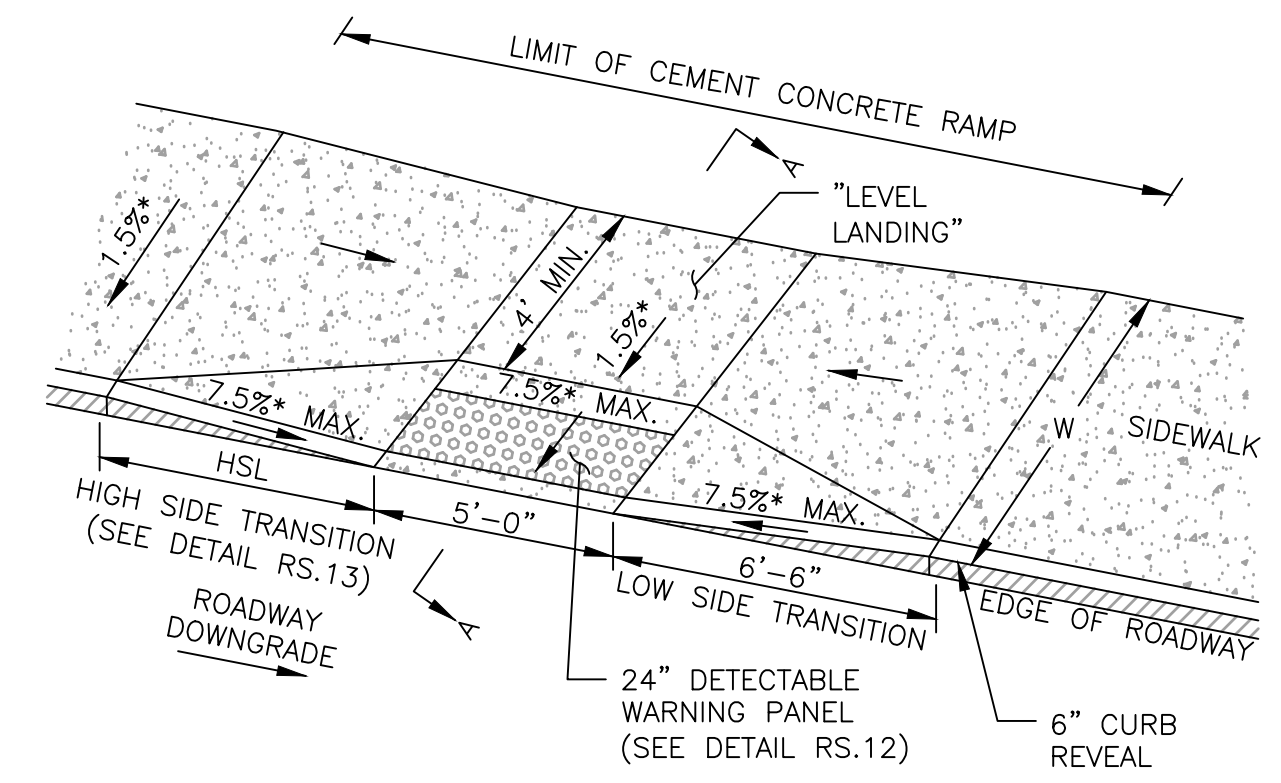 LIMIT OF CEMENT CONCRETE RAMP
A
"LEVEL
LANDING"
1.5%*
4' MIN.
1.5%*
7.5%* MAX.
7.5%* MAX.
7.5%* MAX.
W
SIDEWALK
HSL
HIGH SIDE TRANSITION
(SEE DETAIL RS.13)
5'-0"
6'-6"
LOW SIDE TRANSITION
EDGE OF ROADWAY
A
ROADWAY
DOWNGRADE
24" DETECTABLE
WARNING PANEL
(SEE DETAIL RS.12)
6" CURB
REVEAL